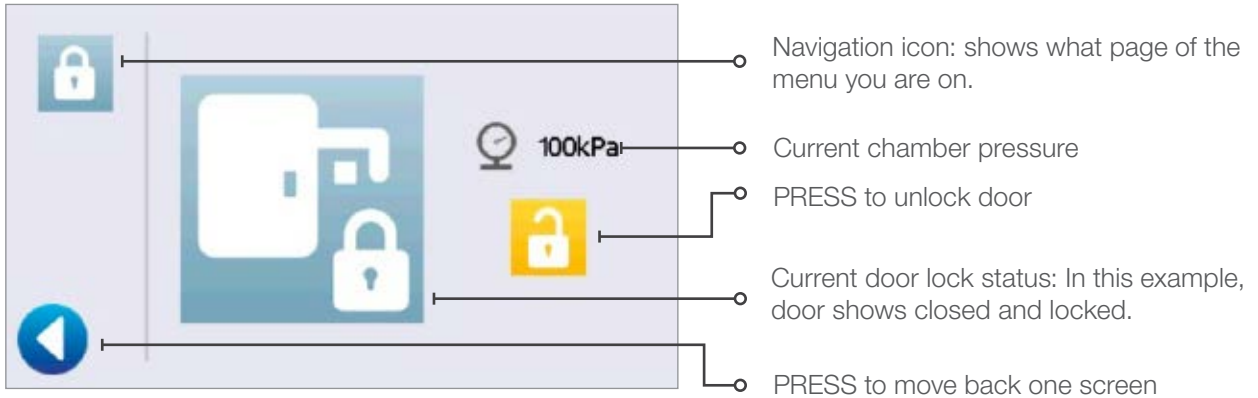 Navigation icon: shows what page of the
menu you are on.
100kPa
Current chamber pressure
PRESS to unlock door
Current door lock status: In this example,
door shows closed and locked.
PRESS to move back one screen